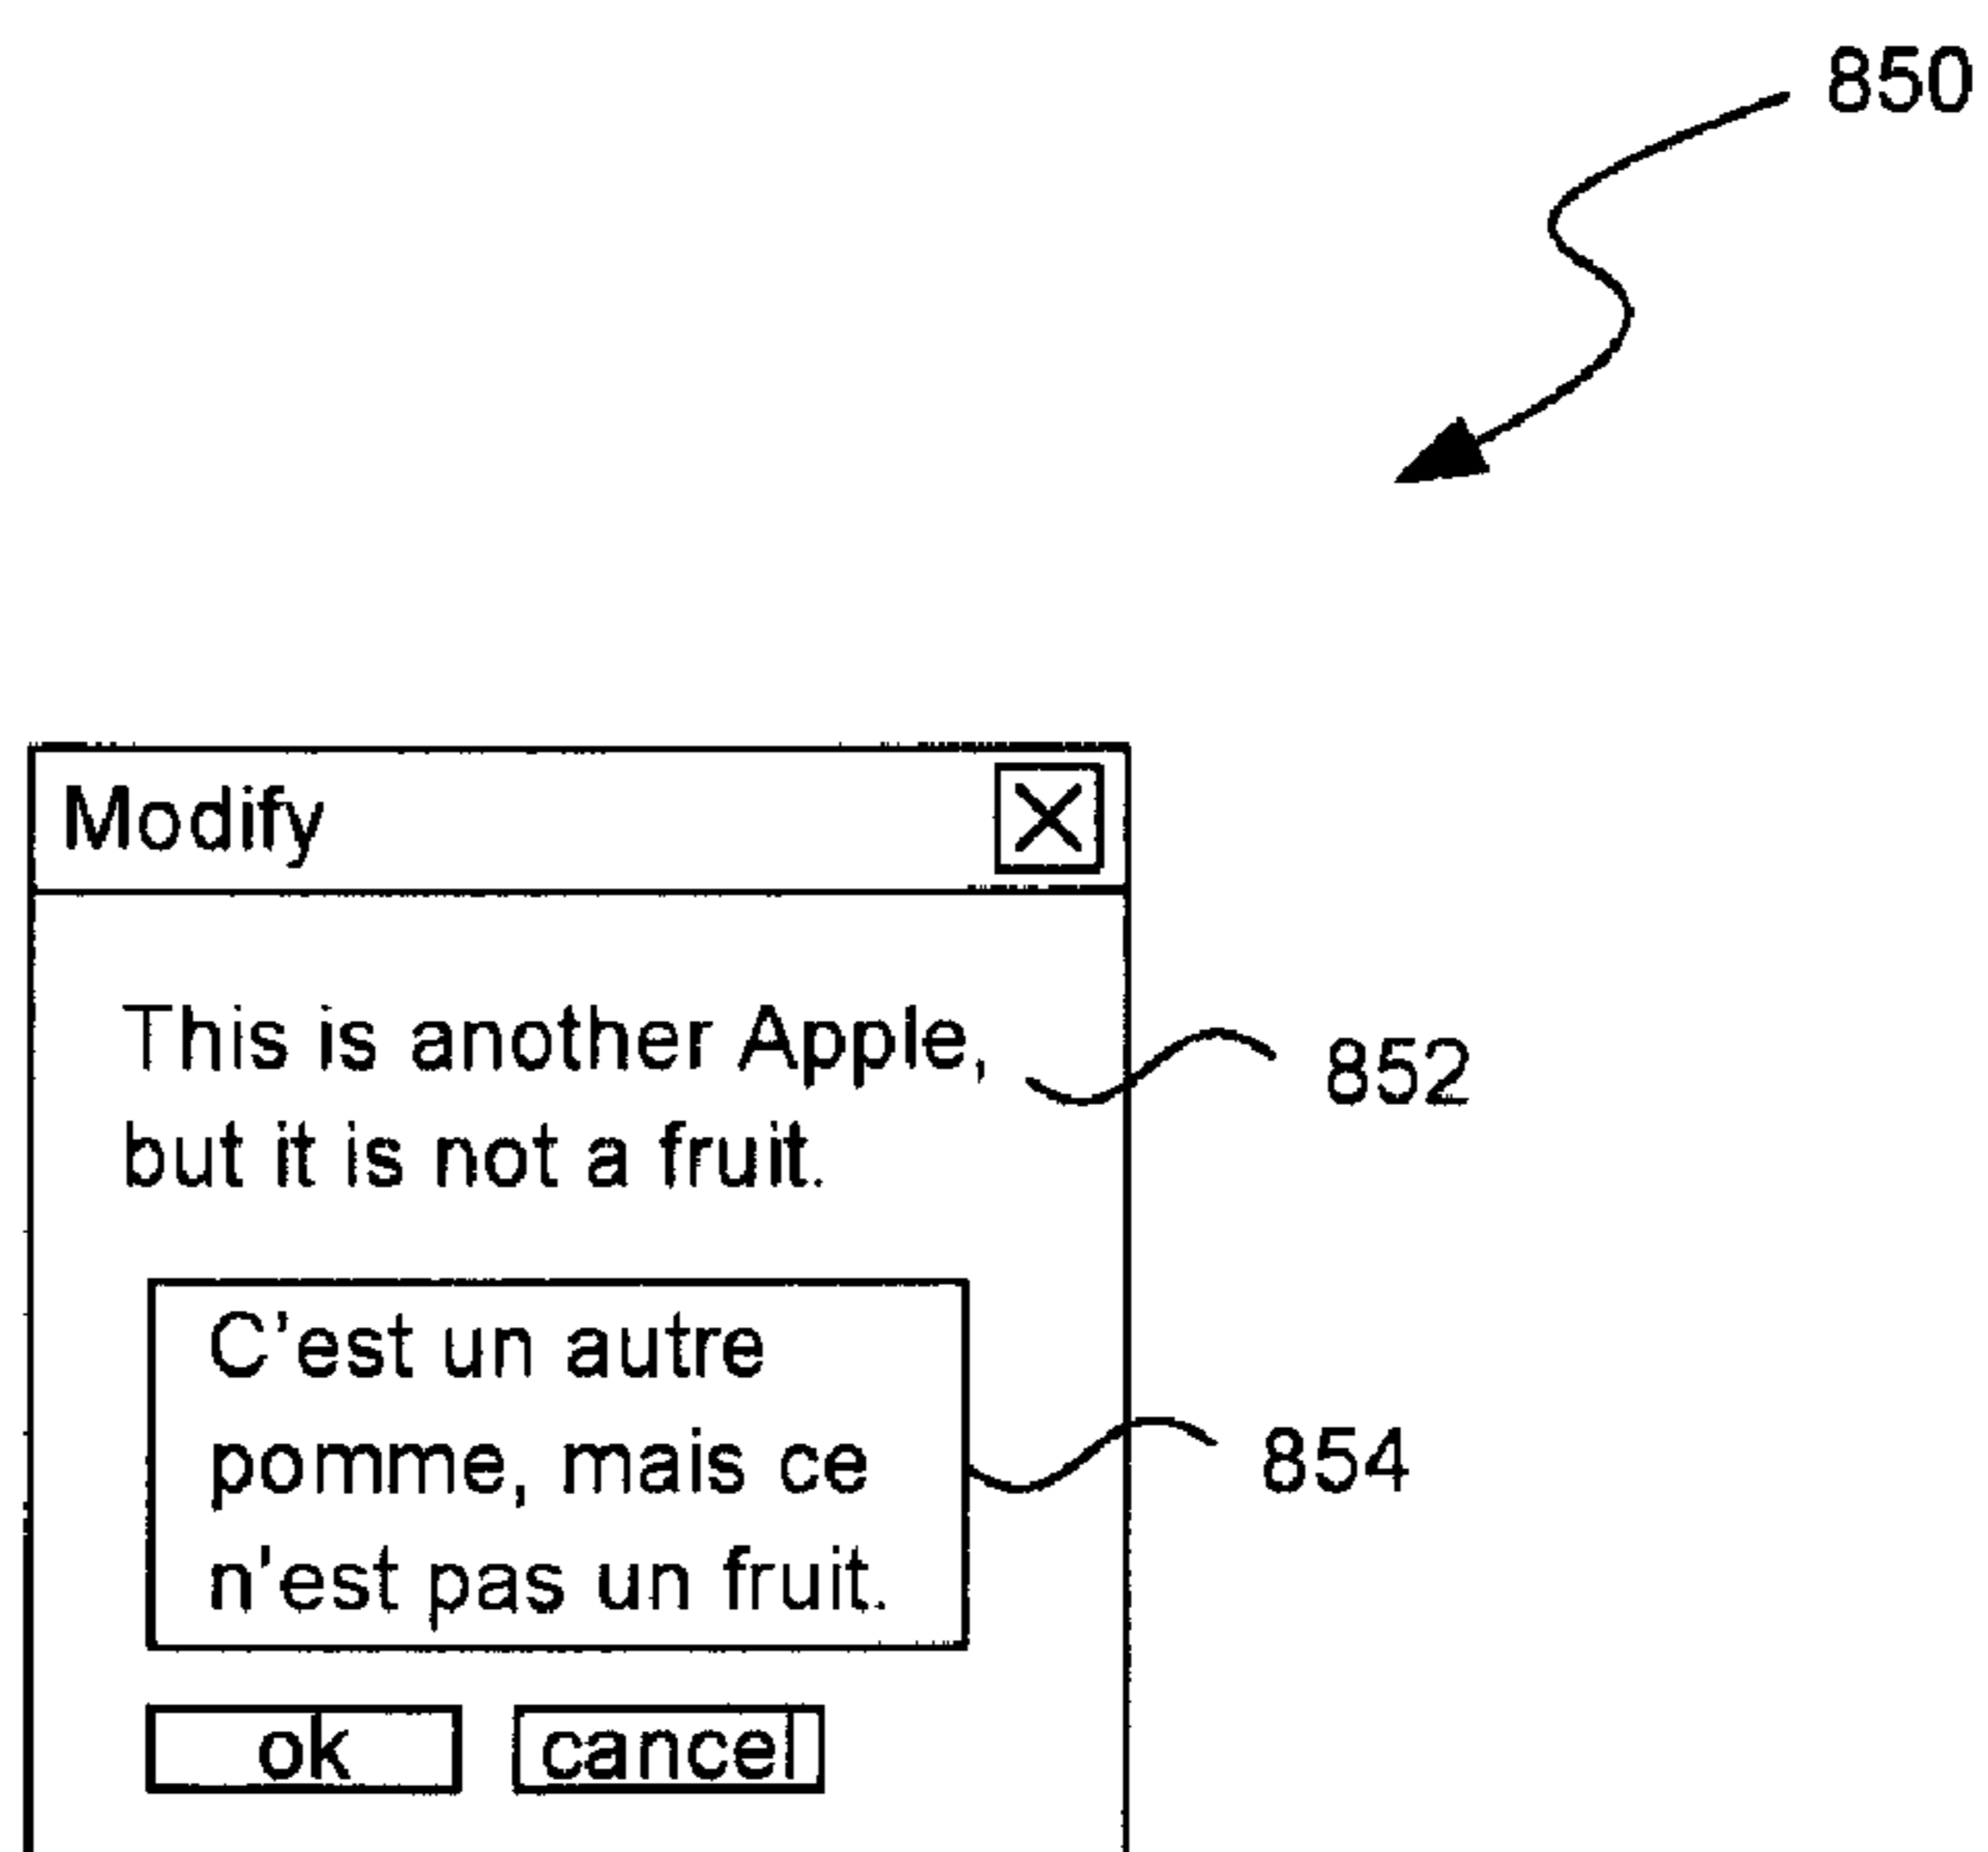 850
Modify
This is another Apple,
852
but it is not a fruit.
C'est un autre
pomme, mais ce
854
n'est pas un fruit.
ok cancel